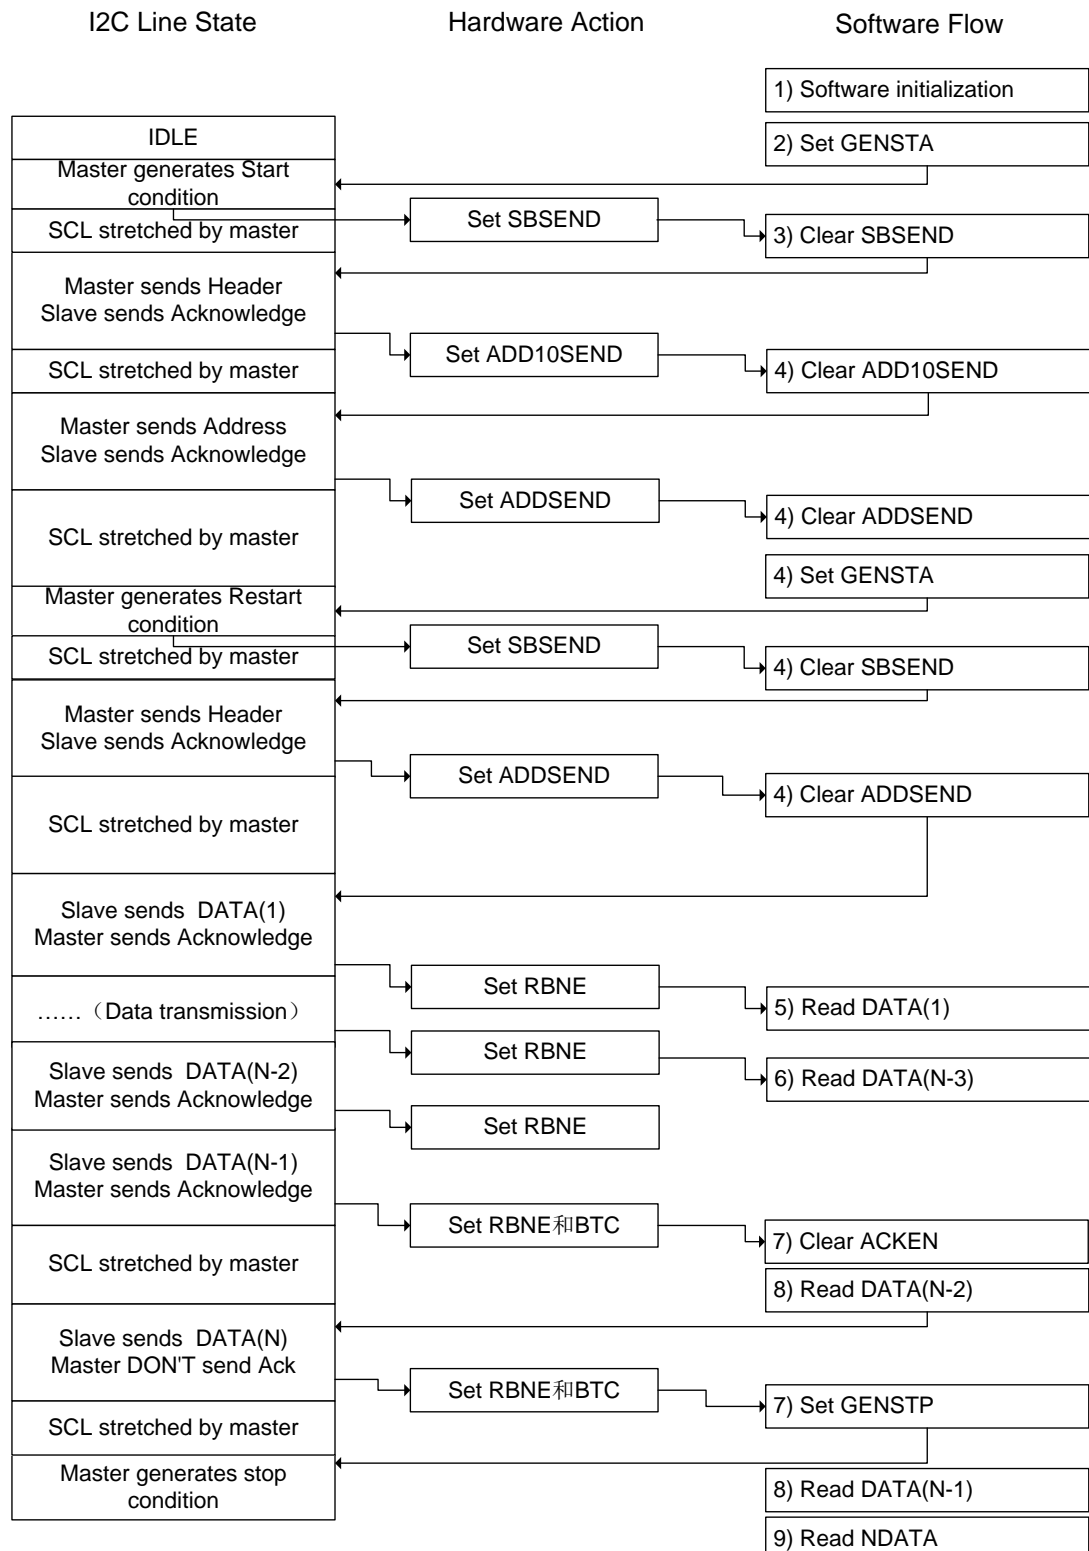 I2C Line State
Hardware Action
Software Flow
1) Software initialization
IDLE
2) Set GENSTA
Master generates Start
condition
Set SBSEND
SCL stretched by master
3) Clear SBSEND
Master sends Header
Slave sends Acknowledge
Set ADD10SEND
SCL stretched by master
4) Clear ADD10SEND
Master sends Address
Slave sends Acknowledge
Set ADDSEND
4) Clear ADDSEND
SCL stretched by master
4) Set GENSTA
Master generates Restart
condition
Set SBSEND
SCL stretched by master
4) Clear SBSEND
Master sends Header
Slave sends Acknowledge
Set ADDSEND
4) Clear ADDSEND
SCL stretched by master
Slave sends DATA(1)
Master sends Acknowledge
Set RBNE
5) Read DATA(1)
……（Data transmission）
Set RBNE
6) Read DATA(N-3)
Slave sends DATA(N-2)
Master sends Acknowledge
Set RBNE
Slave sends DATA(N-1)
Master sends Acknowledge
Set RBNE和BTC
7) Clear ACKEN
SCL stretched by master
8) Read DATA(N-2)
Slave sends DATA(N)
Master DON'T send Ack
Set RBNE和BTC
7) Set GENSTP
SCL stretched by master
Master generates stop
condition
8) Read DATA(N-1)
9) Read NDATA